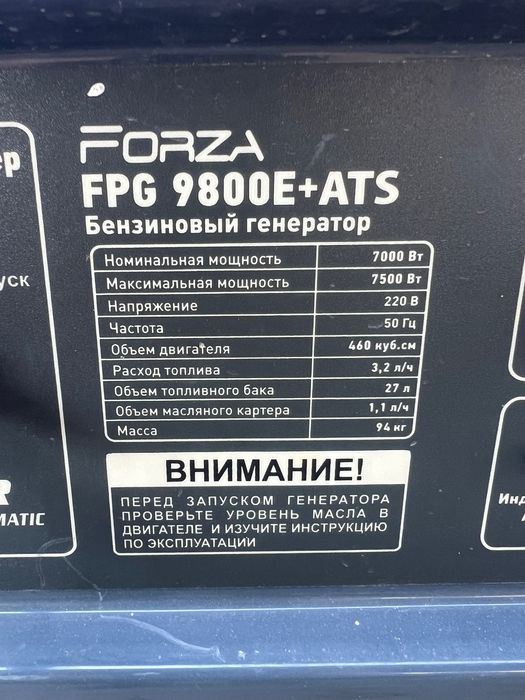 FORZA
FPG 9800E+ATS
Бензиновый генератор
Номинальная мощность 7000 Вт
Максимальная мощность 7500 Вт
Напряжение 220 В
Частота 50 Гц
Объем двигателя 460 куб.см
Расход топлива 3,2 л/ч
Объем топливного бака 27 л
Объем масляного картера 1,1 л/ч
Масса 94 кг
ВНИМАНИЕ!
ПЕРЕД ЗАПУСКОМ ГЕНЕРАТОРА
ПРОВЕРЬТЕ УРОВЕНЬ МАСЛА В
ДВИГАТЕЛЕ И ИЗУЧИТЕ ИНСТРУКЦИЮ
ПО ЭКСПЛУАТАЦИИ